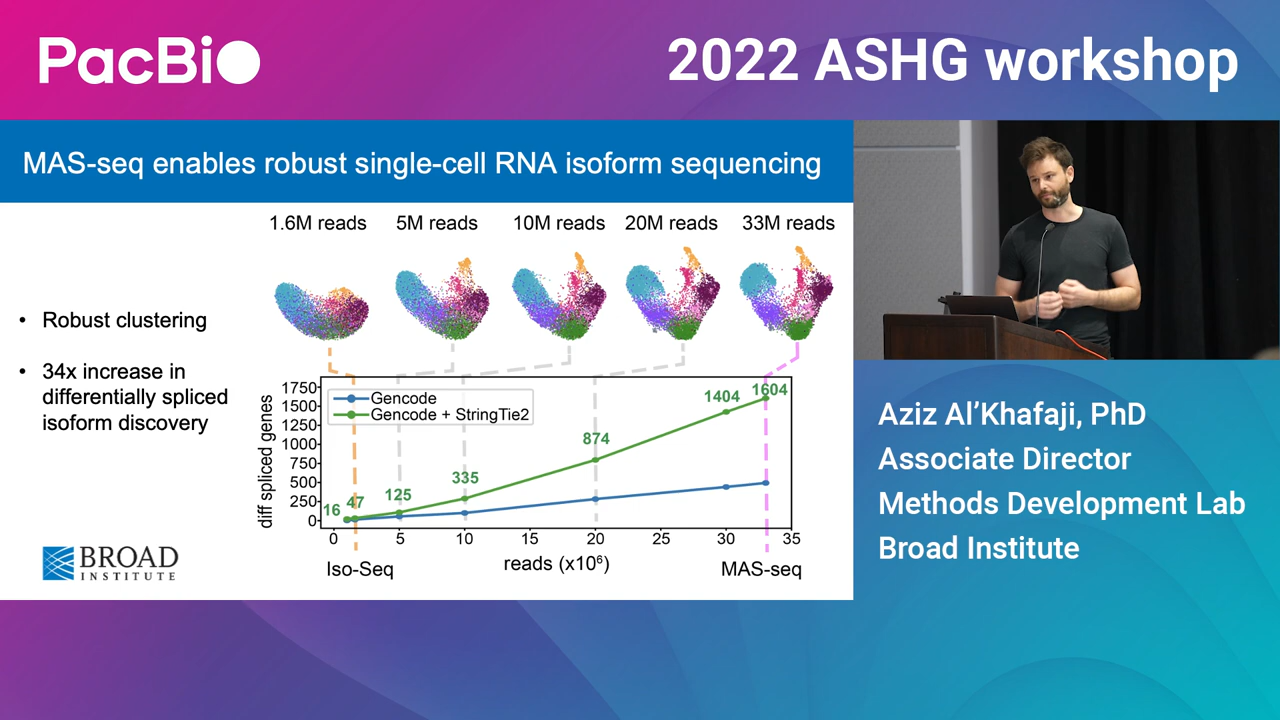 PacBio
2022 ASHG workshop
MAS-seq enables robust single-cell RNA isoform sequencing
1.6M reads
5M reads
10M reads
20M reads
33M reads
• Robust clustering
• 34x increase in
differentially spliced
isoform discovery
diff spliced genes
1750
1500
1250
1000
750
500
250
0
Gencode
Gencode + StringTie2
16
47
125
335
874
1404
1604
0
5
10
15
20
25
30
35
reads (x10⁶)
Iso-Seq
MAS-seq
BROAD
INSTITUTE
Aziz Al’Khafaji, PhD
Associate Director
Methods Development Lab
Broad Institute